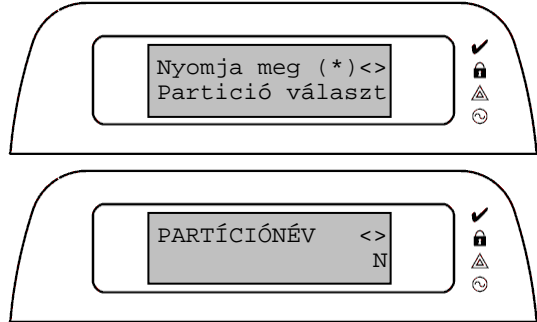 Nyomja meg (*)<>
Partició választ
PARTÍCIÓNÉV <>
N